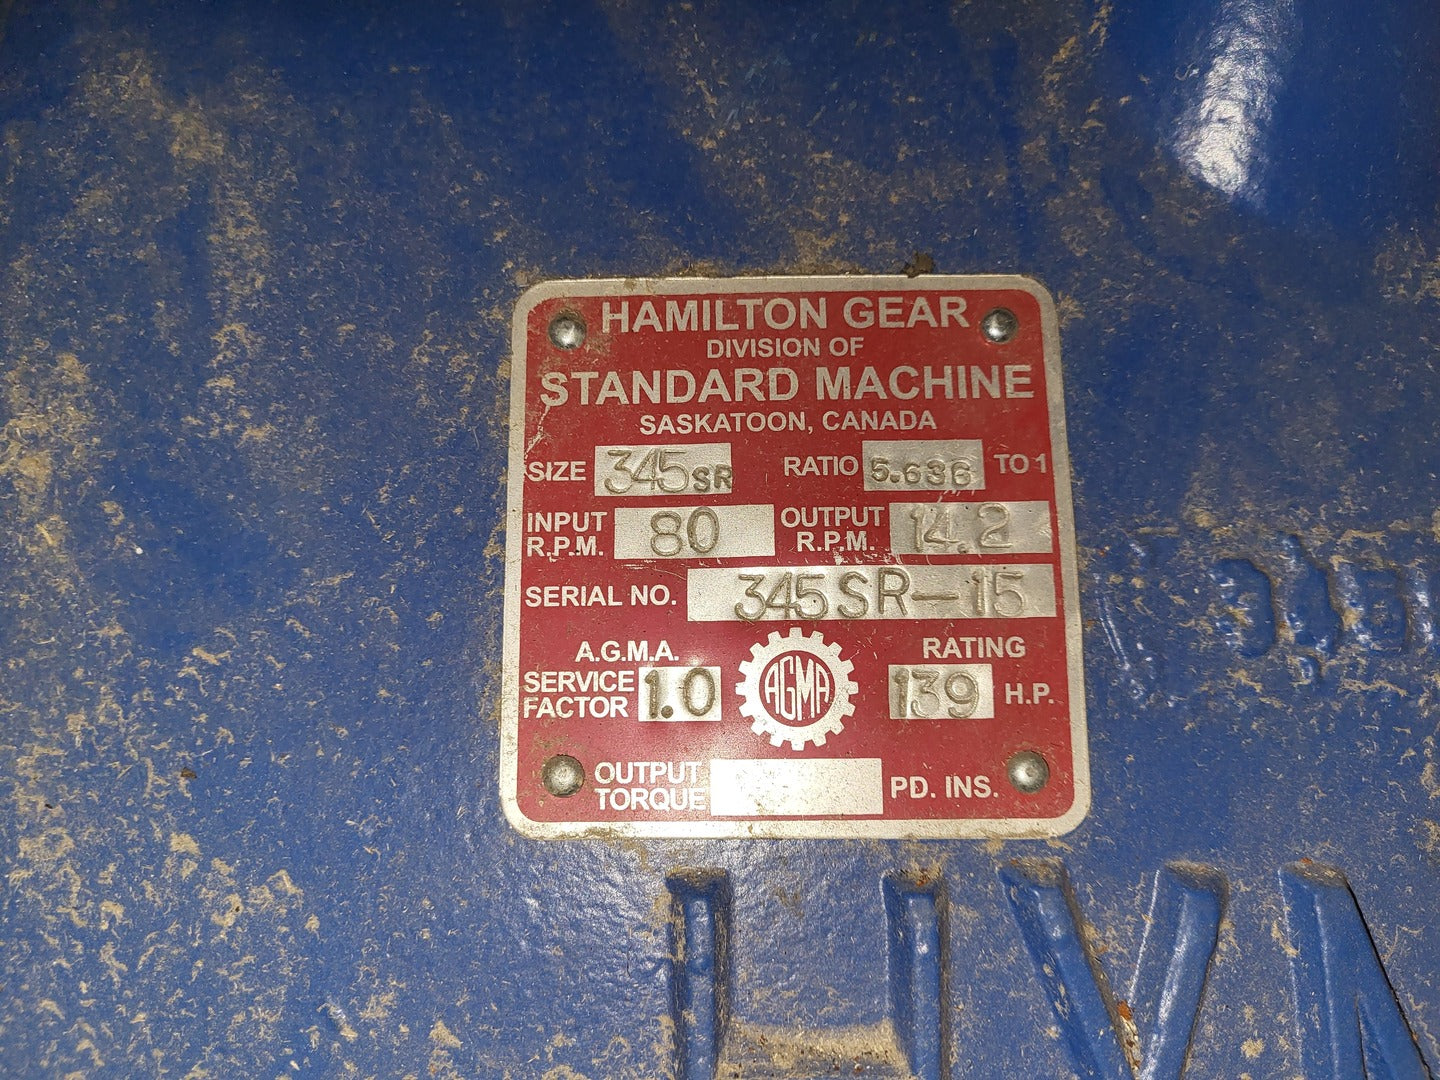 HAMILTON GEAR
DIVISION OF
STANDARD MACHINE
SASKATOON, CANADA
SIZE 345SR RATIO 5.636 TO 1
INPUT R.P.M. 80 OUTPUT R.P.M. 14.2
SERIAL NO. 345SR-15
A.G.M.A. SERVICE FACTOR 1.0 AGMA RATING 139 H.P.
OUTPUT TORQUE PD. INS.